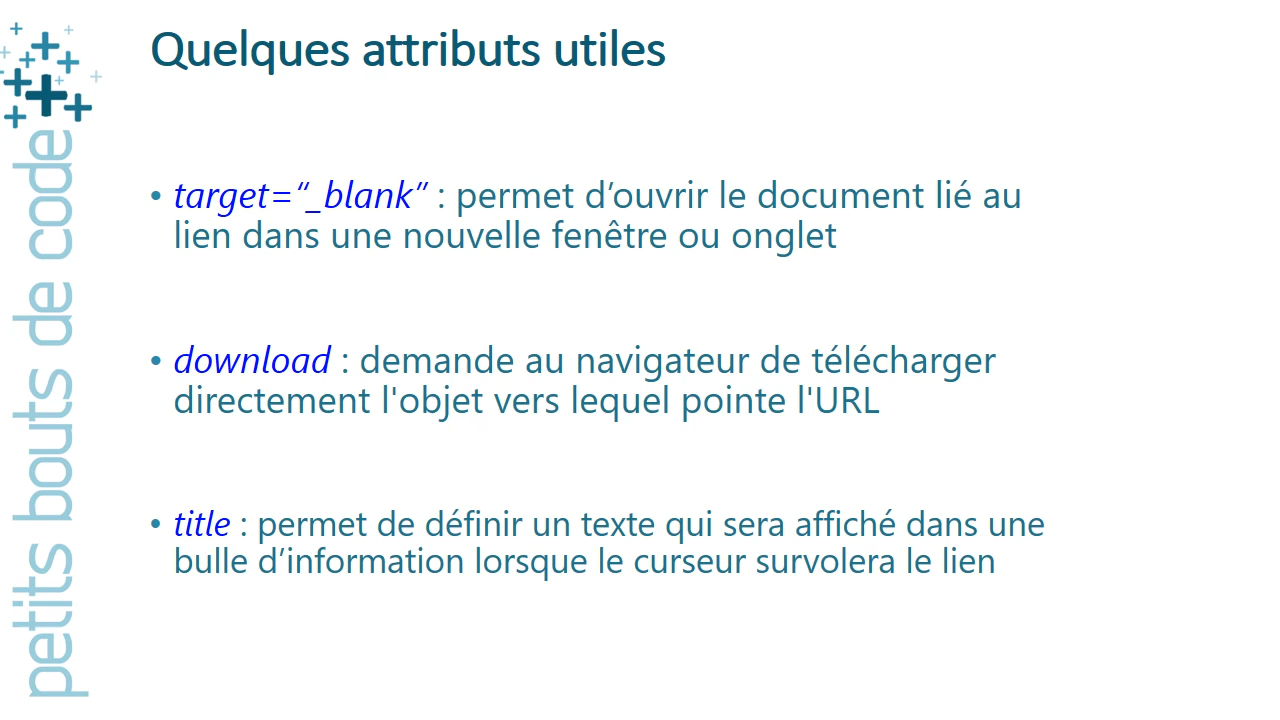 Quelques attributs utiles
• target=“_blank” : permet d’ouvrir le document lié au
lien dans une nouvelle fenêtre ou onglet
• download : demande au navigateur de télécharger
directement l'objet vers lequel pointe l'URL
• title : permet de définir un texte qui sera affiché dans une
bulle d’information lorsque le curseur survolera le lien
petits bouts de code